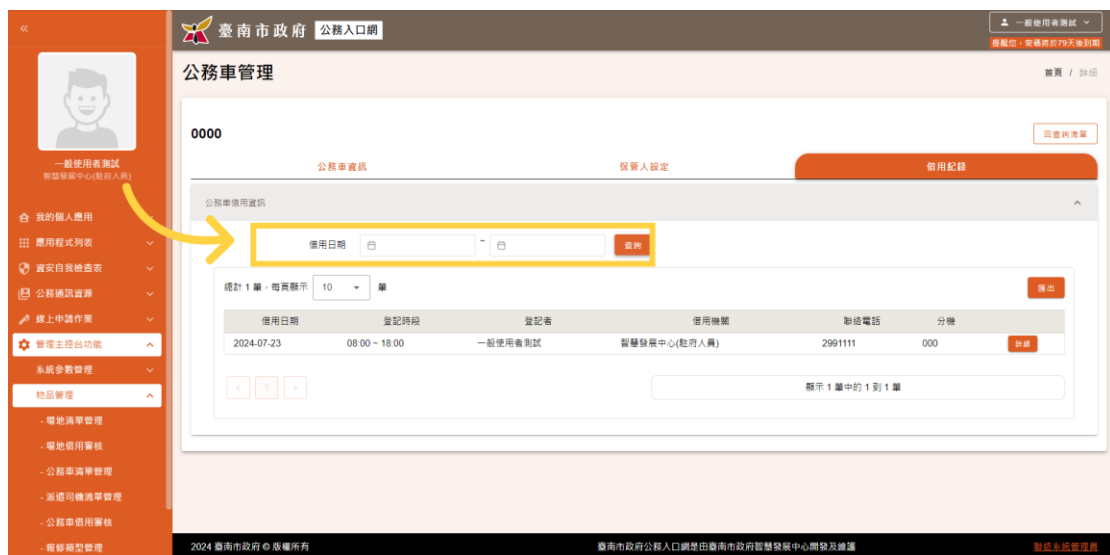 臺南市政府 公務入口網
一般使用者測試
提醒您，密碼將於79天後到期
公務車管理
首頁 / 詳細
0000
回查詢清單
公務車資訊 保管人設定 借用紀錄
公務車借用資訊
借用日期 ~ 查詢
總計 1 筆，每頁顯示 10 筆
匯出
借用日期 登記時段 登記者 借用機關 聯絡電話 分機
2024-07-23 08:00 ~ 18:00 一般使用者測試 智慧發展中心(駐府人員) 2991111 000 詳細
< 1 >
顯示 1 筆中的 1 到 1 筆
一般使用者測試
智慧發展中心(駐府人員)
我的個人應用
應用程式列表
資安自我檢查表
公務通訊資源
線上申請作業
管理主控台功能
系統參數管理
物品管理
- 場地清單管理
- 場地借用審核
- 公務車清單管理
- 派遣司機清單管理
- 公務車借用審核
- 報修類型管理
2024 臺南市政府 © 版權所有
臺南市政府公務入口網是由臺南市政府智慧發展中心開發及維護
聯絡系統管理員